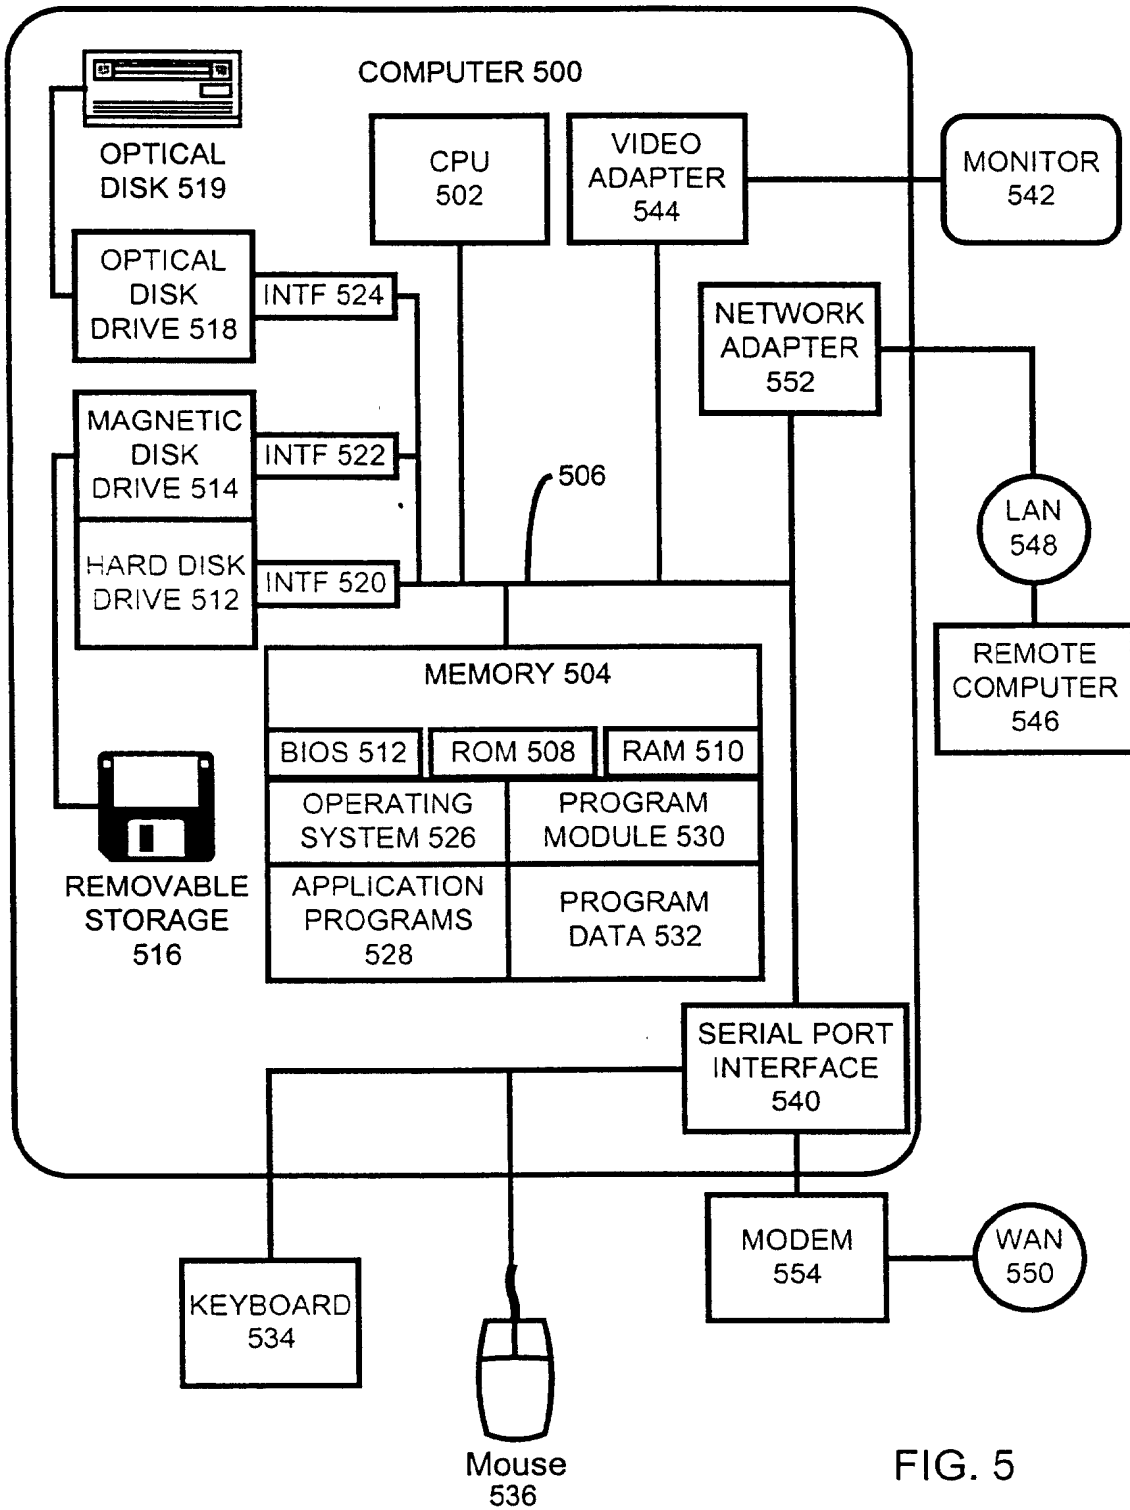 COMPUTER 500
OPTICAL
DISK 519
CPU
502
VIDEO
ADAPTER
544
MONITOR
542
OPTICAL
DISK
DRIVE 518
INTF 524
NETWORK
ADAPTER
552
MAGNETIC
DISK
DRIVE 514
INTF 522
506
LAN
548
HARD DISK
DRIVE 512
INTF 520
REMOTE
COMPUTER
546
MEMORY 504
BIOS 512
ROM 508
RAM 510
OPERATING
SYSTEM 526
PROGRAM
MODULE 530
APPLICATION
PROGRAMS
528
PROGRAM
DATA 532
REMOVABLE
STORAGE
516
SERIAL PORT
INTERFACE
540
MODEM
554
WAN
550
KEYBOARD
534
Mouse
536
FIG. 5